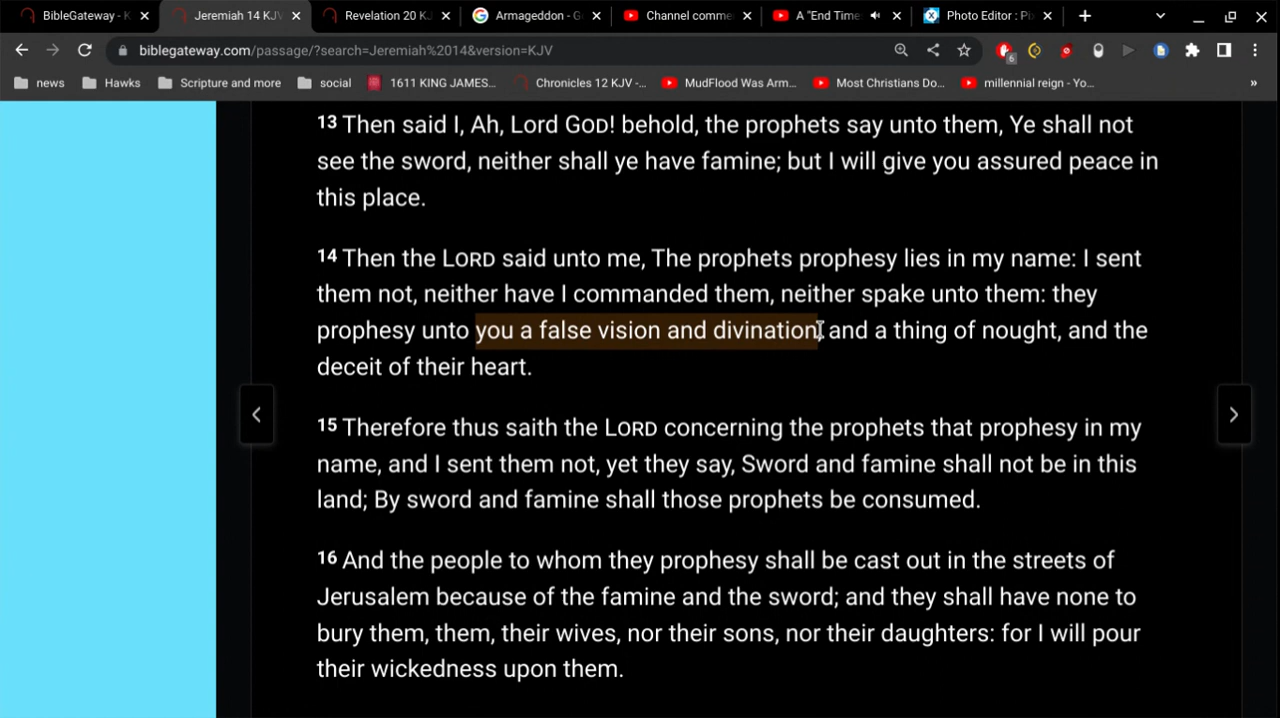 BibleGateway - K
Jeremiah 14 KJV
Revelation 20 KJ
Armageddon - G
Channel comme
A "End Time
Photo Editor : Pi
biblegateway.com/passage/?search=Jeremiah%2014&version=KJV
6
news
Hawks
Scripture and more
social
1611 KING JAMES...
Chronicles 12 KJV -...
MudFlood Was Arm...
Most Christians Do...
millennial reign - Yo...
»
13 Then said I, Ah, Lord GOD! behold, the prophets say unto them, Ye shall not
see the sword, neither shall ye have famine; but I will give you assured peace in
this place.
14 Then the LORD said unto me, The prophets prophesy lies in my name: I sent
them not, neither have I commanded them, neither spake unto them: they
prophesy unto you a false vision and divination, and a thing of nought, and the
deceit of their heart.
15 Therefore thus saith the LORD concerning the prophets that prophesy in my
name, and I sent them not, yet they say, Sword and famine shall not be in this
land; By sword and famine shall those prophets be consumed.
16 And the people to whom they prophesy shall be cast out in the streets of
Jerusalem because of the famine and the sword; and they shall have none to
bury them, them, their wives, nor their sons, nor their daughters: for I will pour
their wickedness upon them.